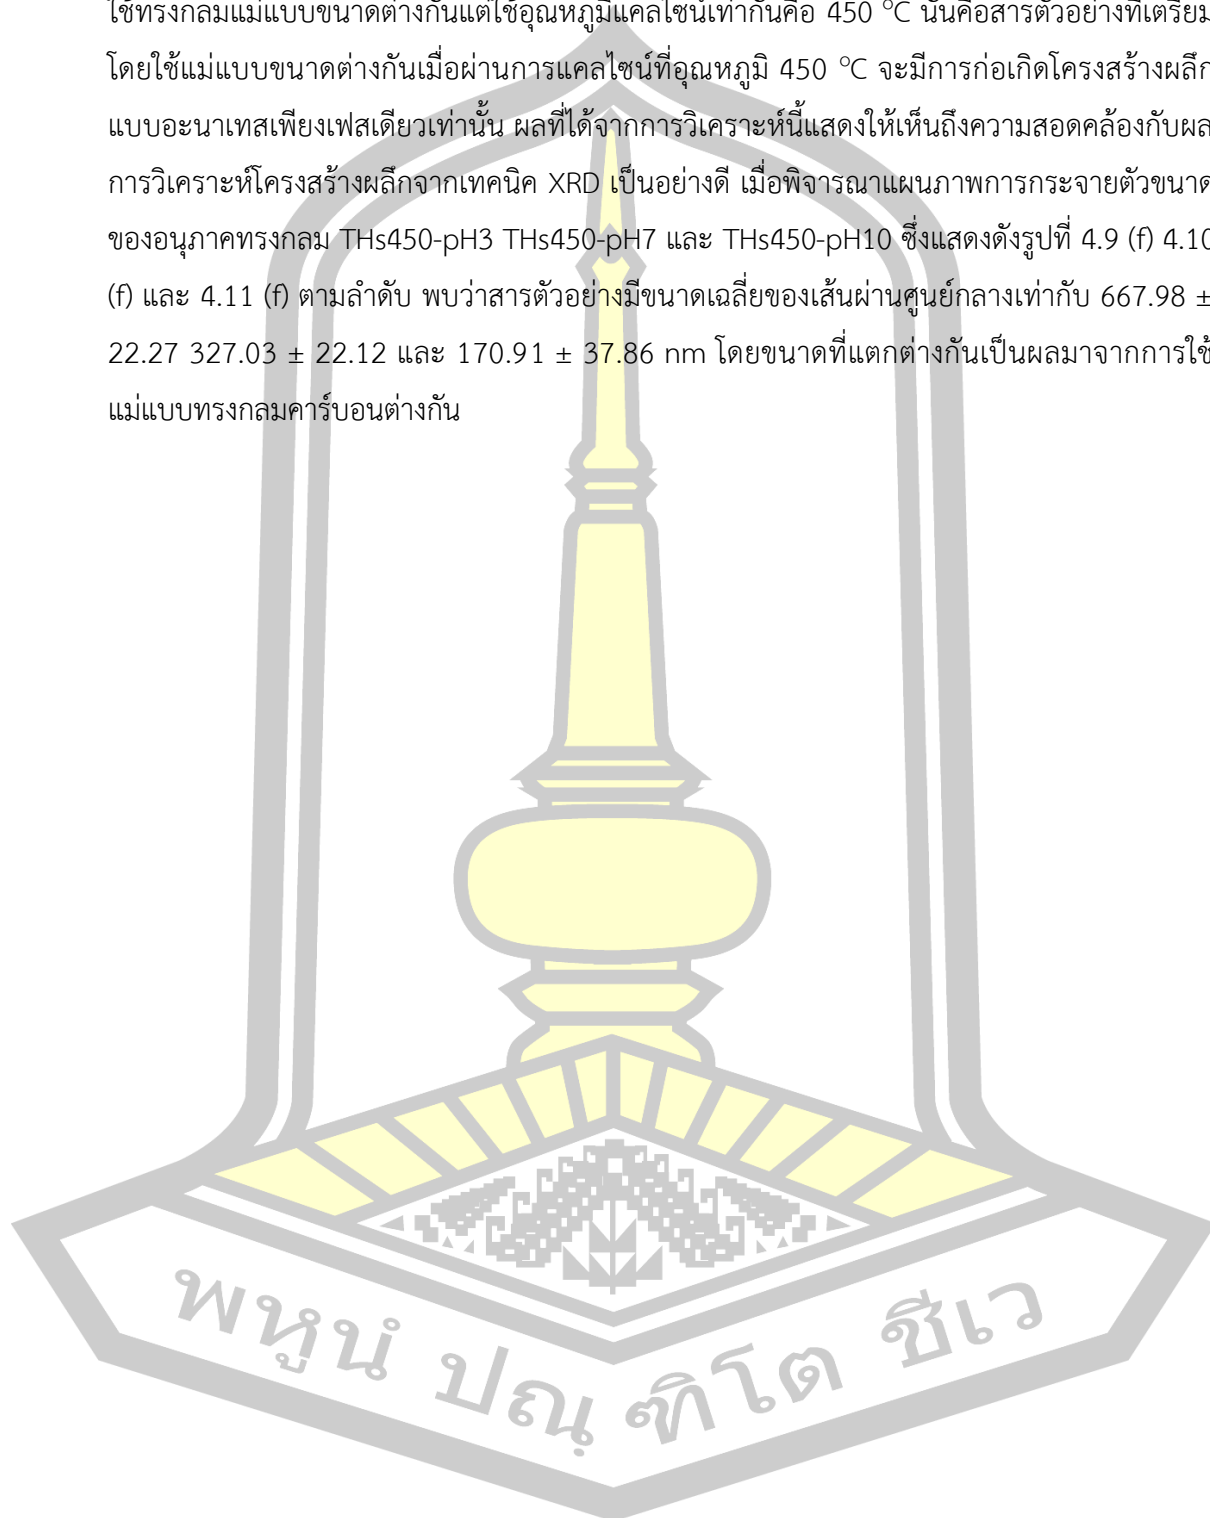 ใช้ทรงกลมแม่แบบขนาดต่างกันแต่ใช้อุณหภูมิแคลไซน์เท่ากันคือ 450 °C นั่นคือสารตัวอย่างที่เตรียม
โดยใช้แม่แบบขนาดต่างกันเมื่อผ่านการแคลไซน์ที่อุณหภูมิ 450 °C จะมีการก่อเกิดโครงสร้างผลึก
แบบอะนาเทสเพียงเฟสเดียวเท่านั้น ผลที่ได้จากการวิเคราะห์นี้แสดงให้เห็นถึงความสอดคล้องกับผล
การวิเคราะห์โครงสร้างผลึกจากเทคนิค XRD เป็นอย่างดี เมื่อพิจารณาแผนภาพการกระจายตัวขนาด
ของอนุภาคทรงกลม THs450-pH3 THs450-pH7 และ THs450-pH10 ซึ่งแสดงดังรูปที่ 4.9 (f) 4.10
(f) และ 4.11 (f) ตามลำดับ พบว่าสารตัวอย่างมีขนาดเฉลี่ยของเส้นผ่านศูนย์กลางเท่ากับ 667.98 ±
22.27 327.03 ± 22.12 และ 170.91 ± 37.86 nm โดยขนาดที่แตกต่างกันเป็นผลมาจากการใช้
แม่แบบทรงกลมคาร์บอนต่างกัน
พหูนํ ปณฺฑิโต ชีเว